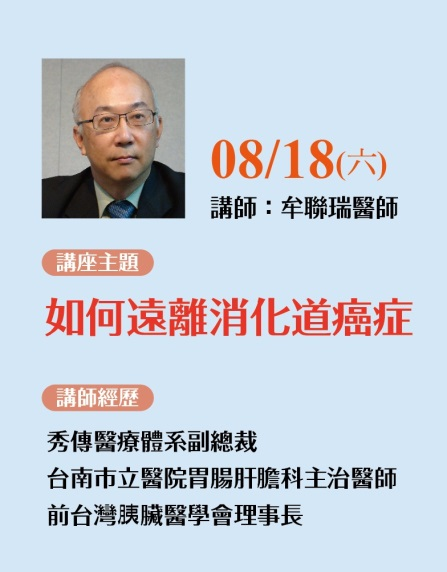 08/18(六)
講師：牟聯瑞醫師
講座主題
如何遠離消化道癌症
講師經歷
秀傳醫療體系副總裁
台南市立醫院胃腸肝膽科主治醫師
前台灣胰臟醫學會理事長